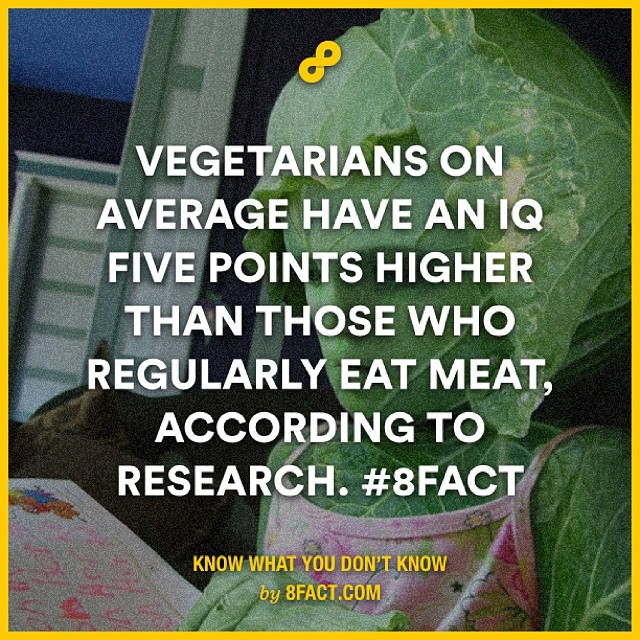 VEGETARIANS ON
AVERAGE HAVE AN IQ
FIVE POINTS HIGHER
THAN THOSE WHO
REGULARLY EAT MEAT,
ACCORDING TO
RESEARCH. #8FACT
KNOW WHAT YOU DON'T KNOW
by 8FACT.COM